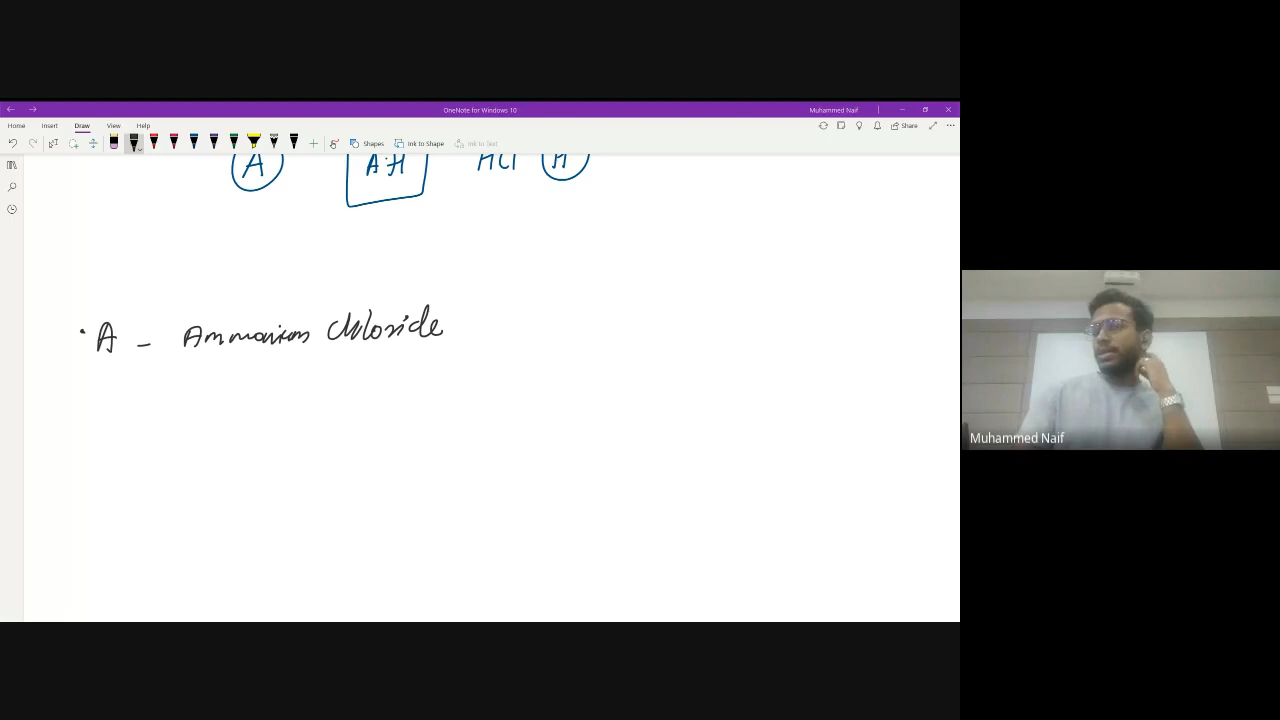 OneNote for Windows 10
Muhammed Naif
Home Insert Draw View Help
Share
Shapes Ink to Shape Ink to Text
A A:H HCl H
· A - Ammonium Chloride
Muhammed Naif